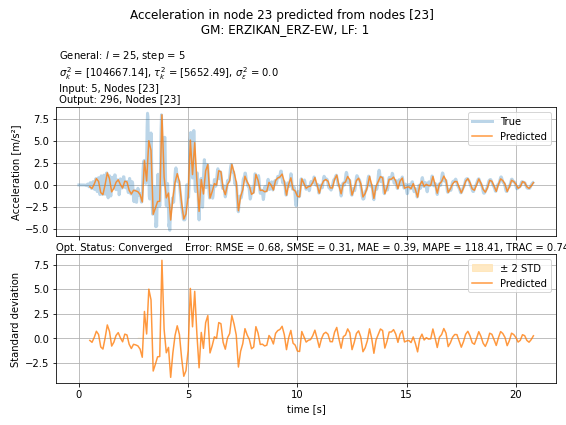 Acceleration in node 23 predicted from nodes [23]
GM: ERZIKAN_ERZ-EW, LF: 1
General: l = 25, step = 5
σ²ₖ = [104667.14], τ²ₖ = [5652.49], σ²ε = 0.0
Input: 5, Nodes [23]
Output: 296, Nodes [23]
Acceleration [m/s²]
7.5
5.0
2.5
0.0
−2.5
−5.0
True
Predicted
Opt. Status: Converged Error: RMSE = 0.68, SMSE = 0.31, MAE = 0.39, MAPE = 118.41, TRAC = 0.74
Standard deviation
7.5
5.0
2.5
0.0
−2.5
± 2 STD
Predicted
0 5 10 15 20
time [s]